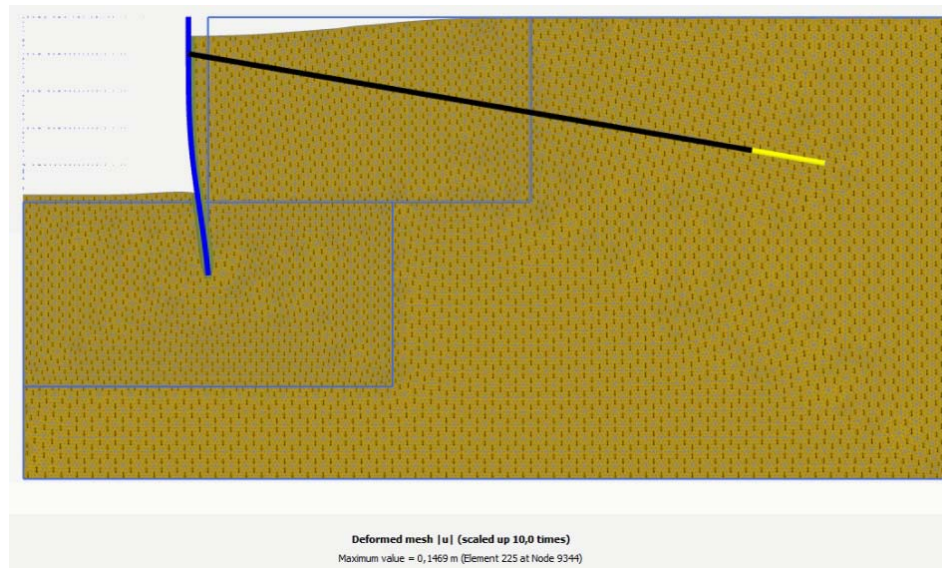 Deformed mesh |u| (scaled up 10,0 times)
Maximum value = 0,1469 m (Element 225 at Node 9344)